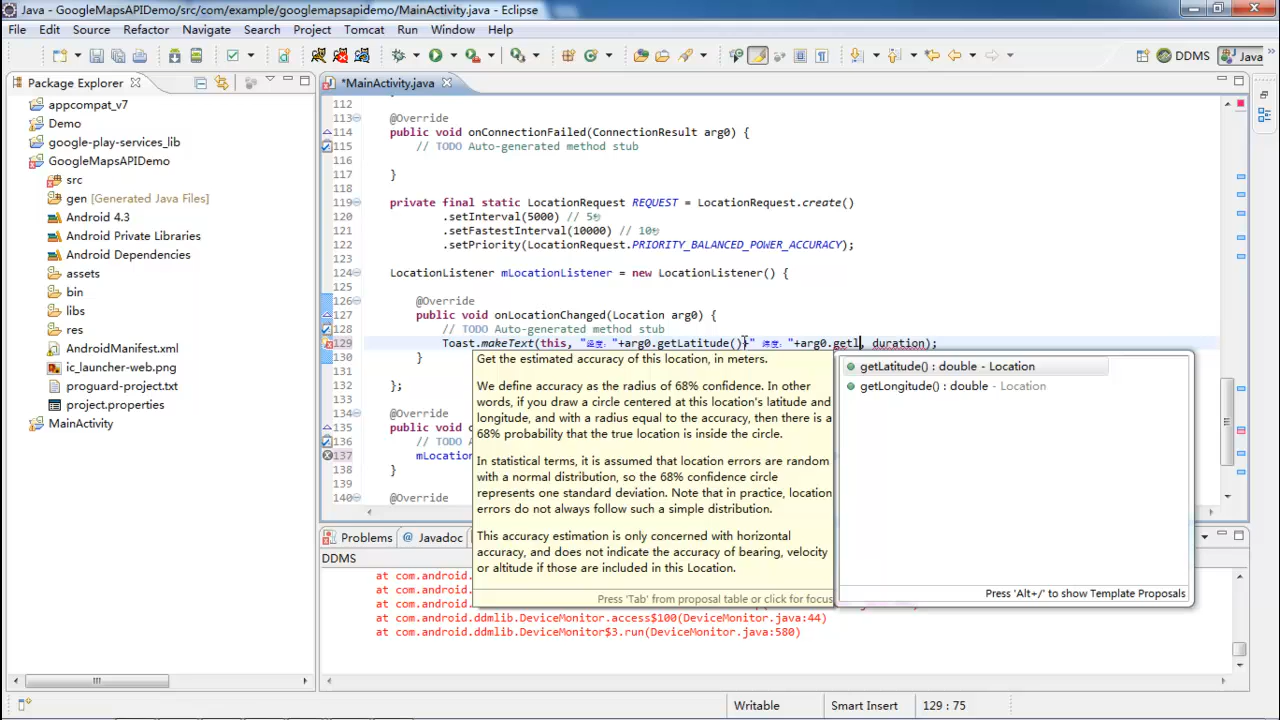 Java - GoogleMapsAPIDemo/src/com/example/googlemapsapidemo/MainActivity.java - Eclipse
File Edit Source Refactor Navigate Search Project Tomcat Run Window Help
DDMS Java
Package Explorer
appcompat_v7
Demo
google-play-services_lib
GoogleMapsAPIDemo
src
gen [Generated Java Files]
Android 4.3
Android Private Libraries
Android Dependencies
assets
bin
libs
res
AndroidManifest.xml
ic_launcher-web.png
proguard-project.txt
project.properties
MainActivity
*MainActivity.java
112
113 @Override
114 public void onConnectionFailed(ConnectionResult arg0) {
115 // TODO Auto-generated method stub
116
117 }
118
119 private final static LocationRequest REQUEST = LocationRequest.create()
120 .setInterval(5000) // 5秒
121 .setFastestInterval(10000) // 10秒
122 .setPriority(LocationRequest.PRIORITY_BALANCED_POWER_ACCURACY);
123
124 LocationListener mLocationListener = new LocationListener() {
125
126 @Override
127 public void onLocationChanged(Location arg0) {
128 // TODO Auto-generated method stub
129 Toast.makeText(this, " "+arg0.getLatitude()+" "+arg0.getl, duration);
130 }
131
132 };
133
134 @Override
135 public void o
136 // TODO A
137 mLocation
138 }
139
140 @Override
Get the estimated accuracy of this location, in meters.
We define accuracy as the radius of 68% confidence. In other
words, if you draw a circle centered at this location's latitude and
longitude, and with a radius equal to the accuracy, then there is a
68% probability that the true location is inside the circle.
In statistical terms, it is assumed that location errors are random
with a normal distribution, so the 68% confidence circle
represents one standard deviation. Note that in practice, location
errors do not always follow such a simple distribution.
This accuracy estimation is only concerned with horizontal
accuracy, and does not indicate the accuracy of bearing, velocity
or altitude if those are included in this Location.
Press 'Tab' from proposal table or click for focus
getLatitude() : double - Location
getLongitude() : double - Location
Press 'Alt+/' to show Template Proposals
Problems @ Javadoc
DDMS
at com.android.
at com.android.
at com.android.
at com.android.ddmlib.DeviceMonitor.access$100(DeviceMonitor.java:44)
at com.android.ddmlib.DeviceMonitor$3.run(DeviceMonitor.java:580)
Writable Smart Insert 129 : 75